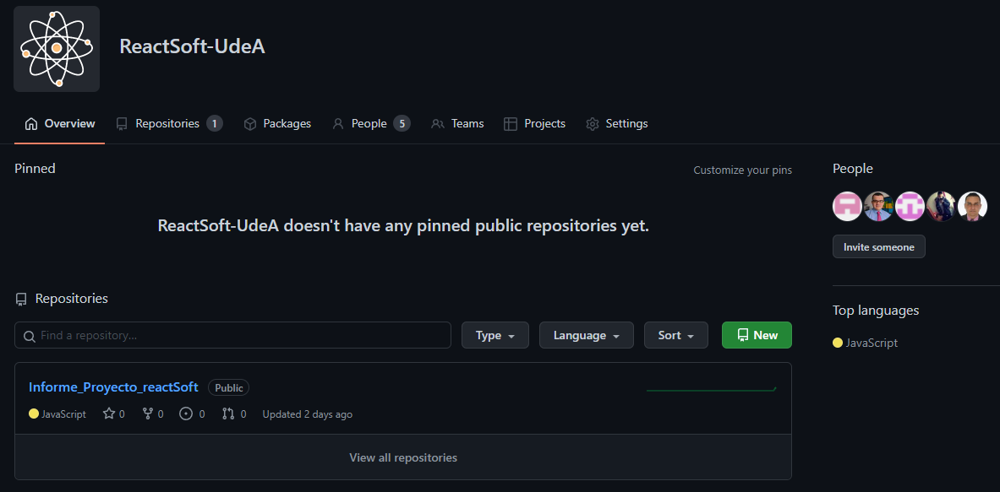 ReactSoft-UdeA
Overview Repositories 1 Packages People 5 Teams Projects Settings
Pinned Customize your pins
ReactSoft-UdeA doesn't have any pinned public repositories yet.
Repositories
Find a repository... Type Language Sort New
Informe_Proyecto_reactSoft Public
JavaScript 0 0 0 0 Updated 2 days ago
View all repositories
People
Invite someone
Top languages
JavaScript